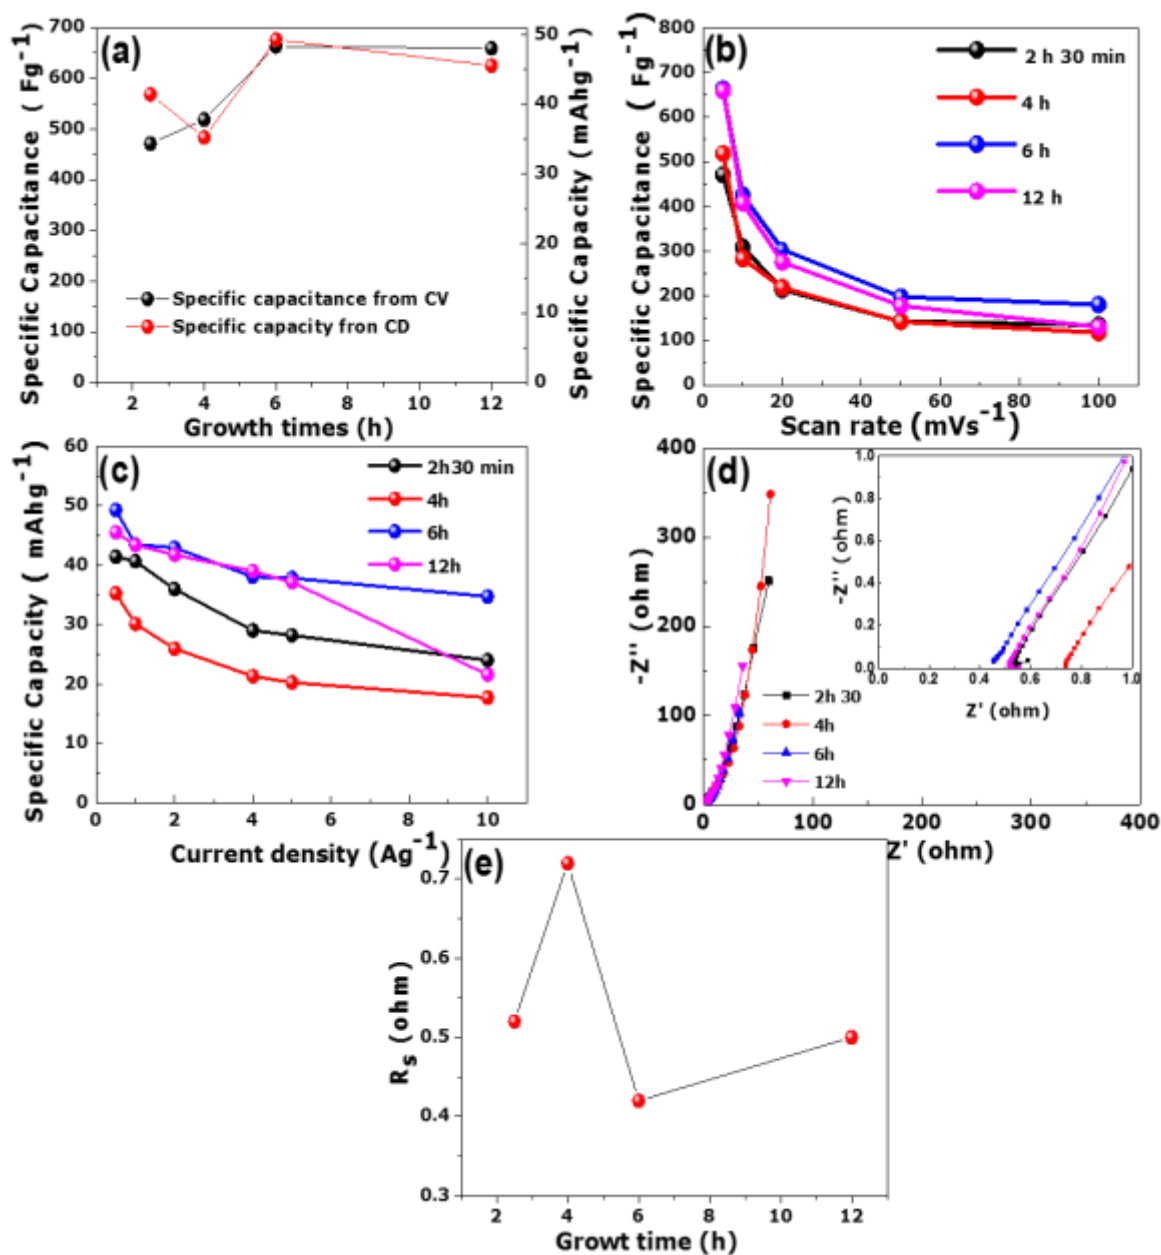 (a)
Specific Capacitance ( Fg-1)
700
600
500
400
300
200
100
0
Specific capacitance from CV
Specific capacity fron CD
2 4 6 8 10 12
Growth times (h)
50
40
30
20
10
0
Specific Capacity (mAhg-1)
(b)
Specific Capacitance ( Fg-1)
800
700
600
500
400
300
200
100
0
2 h 30 min
4 h
6 h
12 h
0 20 40 60 80 100
Scan rate (mVs-1)
(c)
Specific Capacity ( mAhg-1)
60
50
40
30
20
10
0
2h30 min
4h
6h
12h
0 2 4 6 8 10
Current density (Ag-1)
(d)
-Z'' (ohm)
400
300
200
100
0
2h 30
4h
6h
12h
0 100 200 300 400
Z' (ohm)
-Z'' (ohm)
1.0
0.8
0.6
0.4
0.2
0.0
0.0 0.2 0.4 0.6 0.8 1.0
Z' (ohm)
(e)
Rs (ohm)
0.7
0.6
0.5
0.4
0.3
2 4 6 8 10 12
Growt time (h)